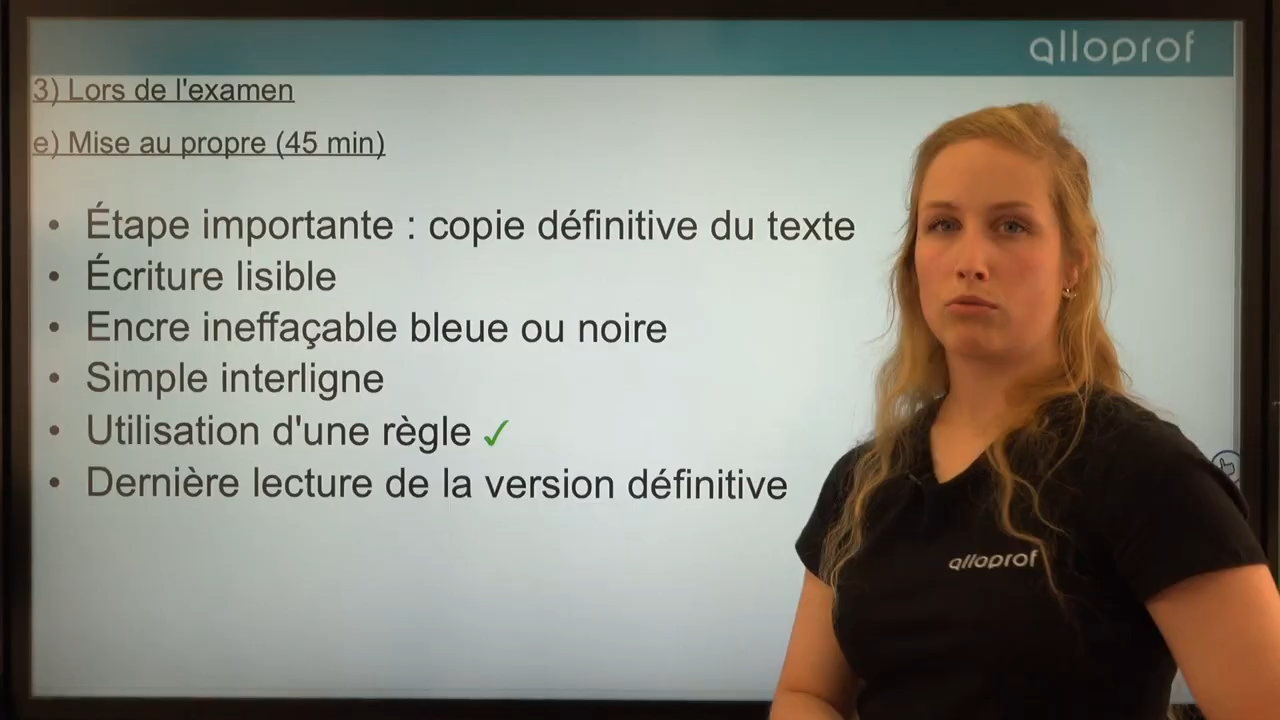 alloprof
3) Lors de l'examen
e) Mise au propre (45 min)
• Étape importante : copie définitive du texte
• Écriture lisible
• Encre ineffaçable bleue ou noire
• Simple interligne
• Utilisation d'une règle ✓
• Dernière lecture de la version définitive
alloprof